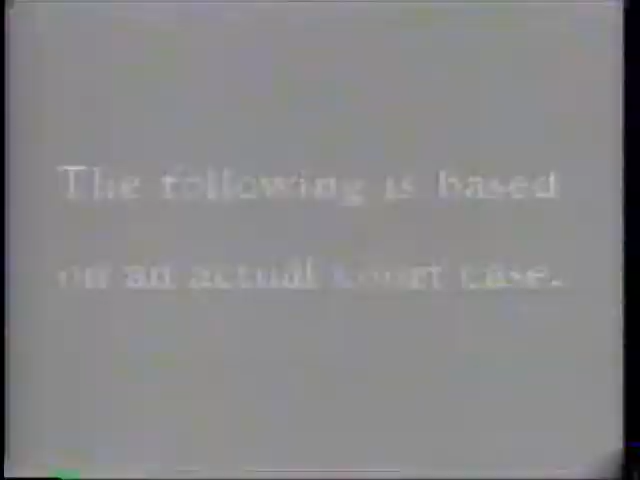 The following is based
on an actual court case.